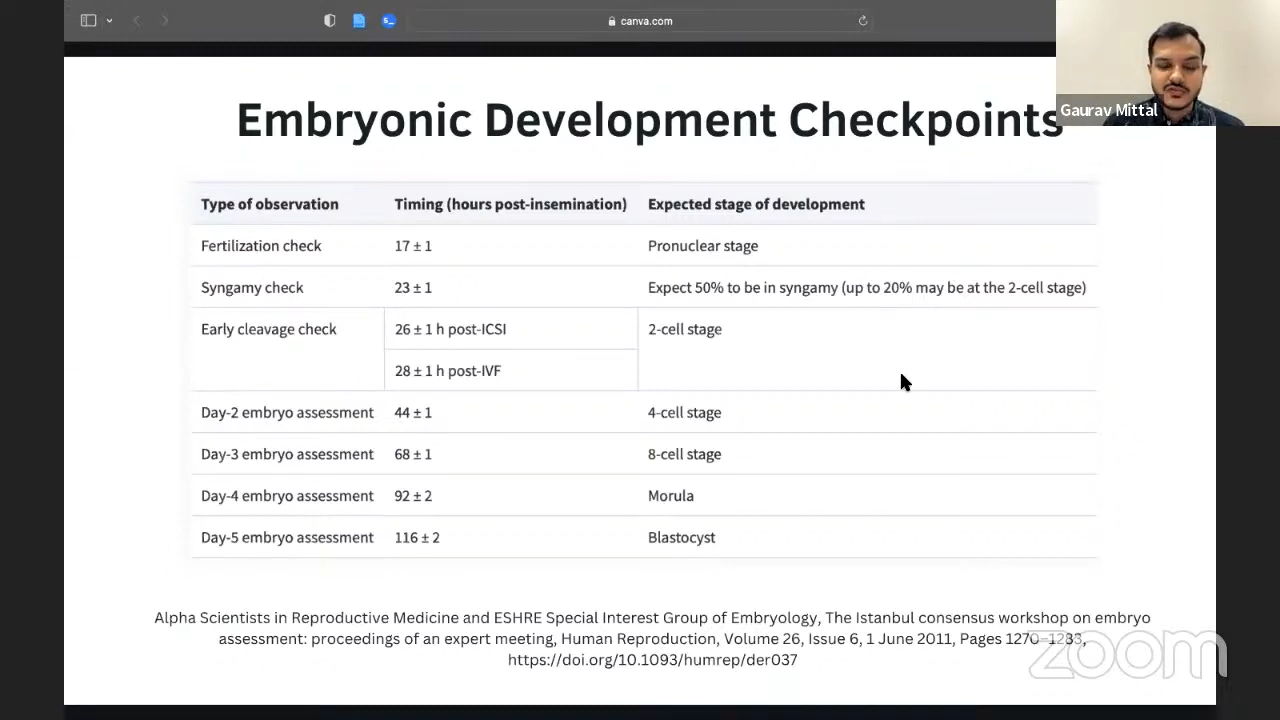 canva.com
Gaurav Mittal
Embryonic Development Checkpoints
Type of observation Timing (hours post-insemination) Expected stage of development
Fertilization check 17 ± 1 Pronuclear stage
Syngamy check 23 ± 1 Expect 50% to be in syngamy (up to 20% may be at the 2-cell stage)
Early cleavage check 26 ± 1 h post-ICSI 2-cell stage
28 ± 1 h post-IVF
Day-2 embryo assessment 44 ± 1 4-cell stage
Day-3 embryo assessment 68 ± 1 8-cell stage
Day-4 embryo assessment 92 ± 2 Morula
Day-5 embryo assessment 116 ± 2 Blastocyst
Alpha Scientists in Reproductive Medicine and ESHRE Special Interest Group of Embryology, The Istanbul consensus workshop on embryo
assessment: proceedings of an expert meeting, Human Reproduction, Volume 26, Issue 6, 1 June 2011, Pages 1270–1283,
https://doi.org/10.1093/humrep/der037
zoom